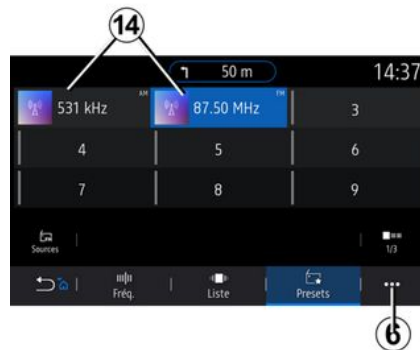 14
50 m
14:37
531 kHz AM
87.50 MHz FM
3
4
5
6
7
8
9
Sources
1/3
Fréq.
Liste
Presets
6